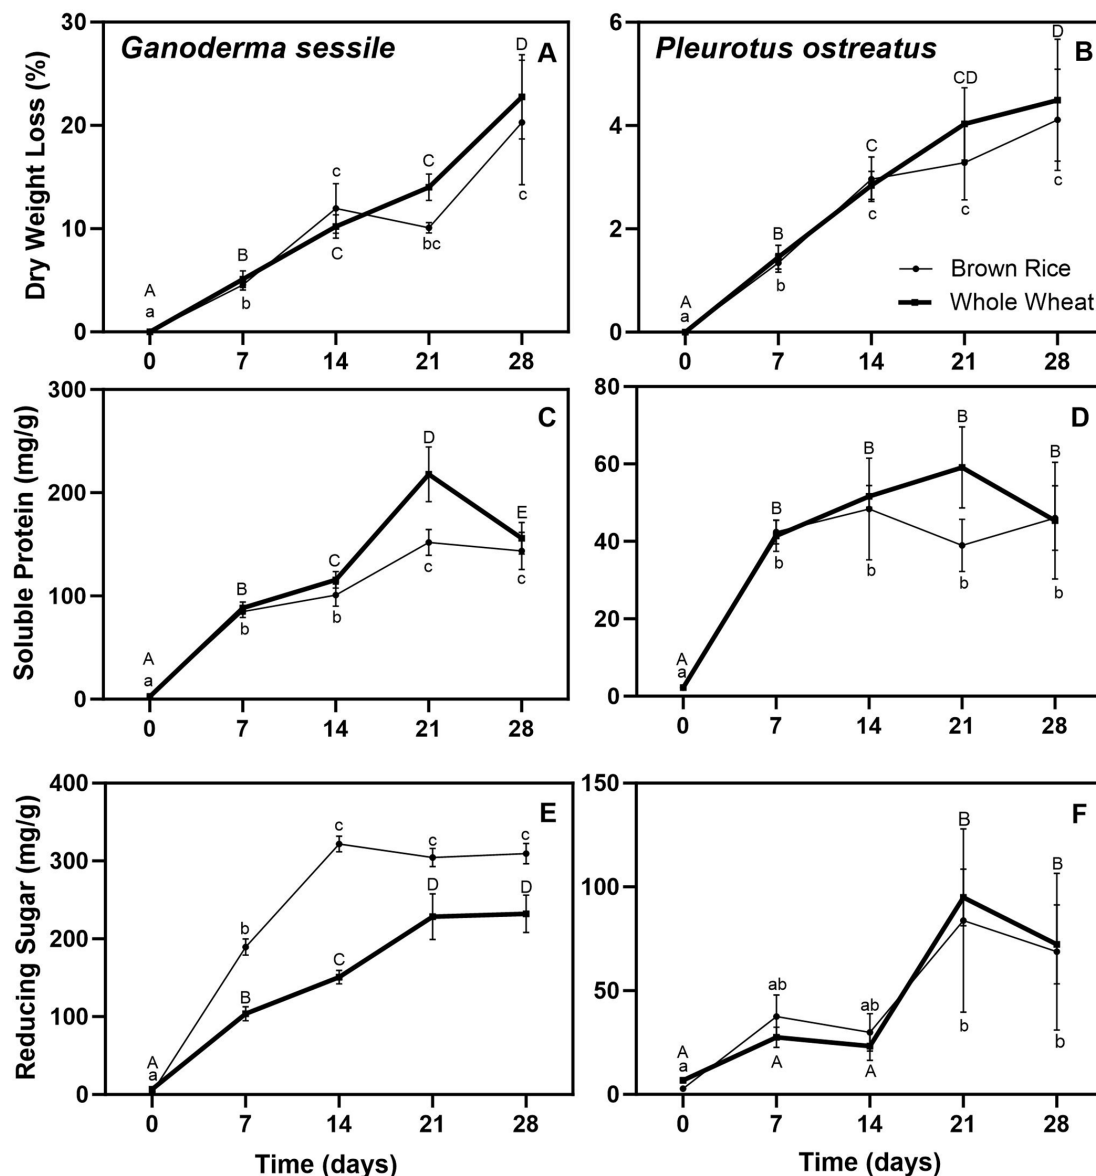 Ganoderma sessile
A
Dry Weight Loss (%)
30
20
10
0
A
a
B
b
c
C
C
bc
D
c
0 7 14 21 28
Pleurotus ostreatus
B
6
4
2
0
A
a
B
b
C
c
CD
c
D
c
Brown Rice
Whole Wheat
0 7 14 21 28
C
Soluble Protein (mg/g)
300
200
100
0
A
a
B
b
C
b
D
c
E
c
0 7 14 21 28
D
80
60
40
20
0
A
a
B
b
B
b
B
b
B
b
0 7 14 21 28
E
Reducing Sugar (mg/g)
400
300
200
100
0
A
a
b
B
c
C
c
D
c
D
0 7 14 21 28
Time (days)
F
150
100
50
0
A
a
ab
A
ab
A
B
b
B
b
0 7 14 21 28
Time (days)